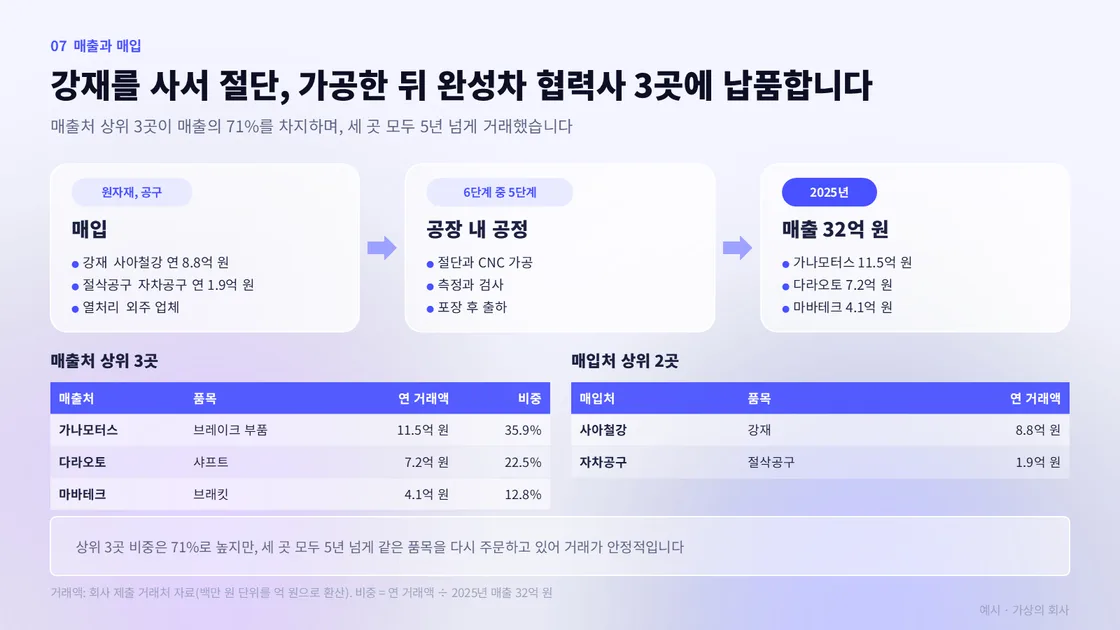 07 매출과 매입
강재를 사서 절단, 가공한 뒤 완성차 협력사 3곳에 납품합니다
매출처 상위 3곳이 매출의 71%를 차지하며, 세 곳 모두 5년 넘게 거래했습니다
원자재, 공구
매입
강재 사아철강 연 8.8억 원
절삭공구 자차공구 연 1.9억 원
열처리 외주 업체
6단계 중 5단계
공장 내 공정
절단과 CNC 가공
측정과 검사
포장 후 출하
2025년
매출 32억 원
가나모터스 11.5억 원
다라오토 7.2억 원
마바테크 4.1억 원
매출처 상위 3곳
매출처 품목 연 거래액 비중
가나모터스 브레이크 부품 11.5억 원 35.9%
다라오토 샤프트 7.2억 원 22.5%
마바테크 브래킷 4.1억 원 12.8%
매입처 상위 2곳
매입처 품목 연 거래액
사아철강 강재 8.8억 원
자차공구 절삭공구 1.9억 원
상위 3곳 비중은 71%로 높지만, 세 곳 모두 5년 넘게 같은 품목을 다시 주문하고 있어 거래가 안정적입니다
거래액: 회사 제출 거래처 자료(백만 원 단위를 억 원으로 환산). 비중 = 연 거래액 ÷ 2025년 매출 32억 원
예시 · 가상의 회사